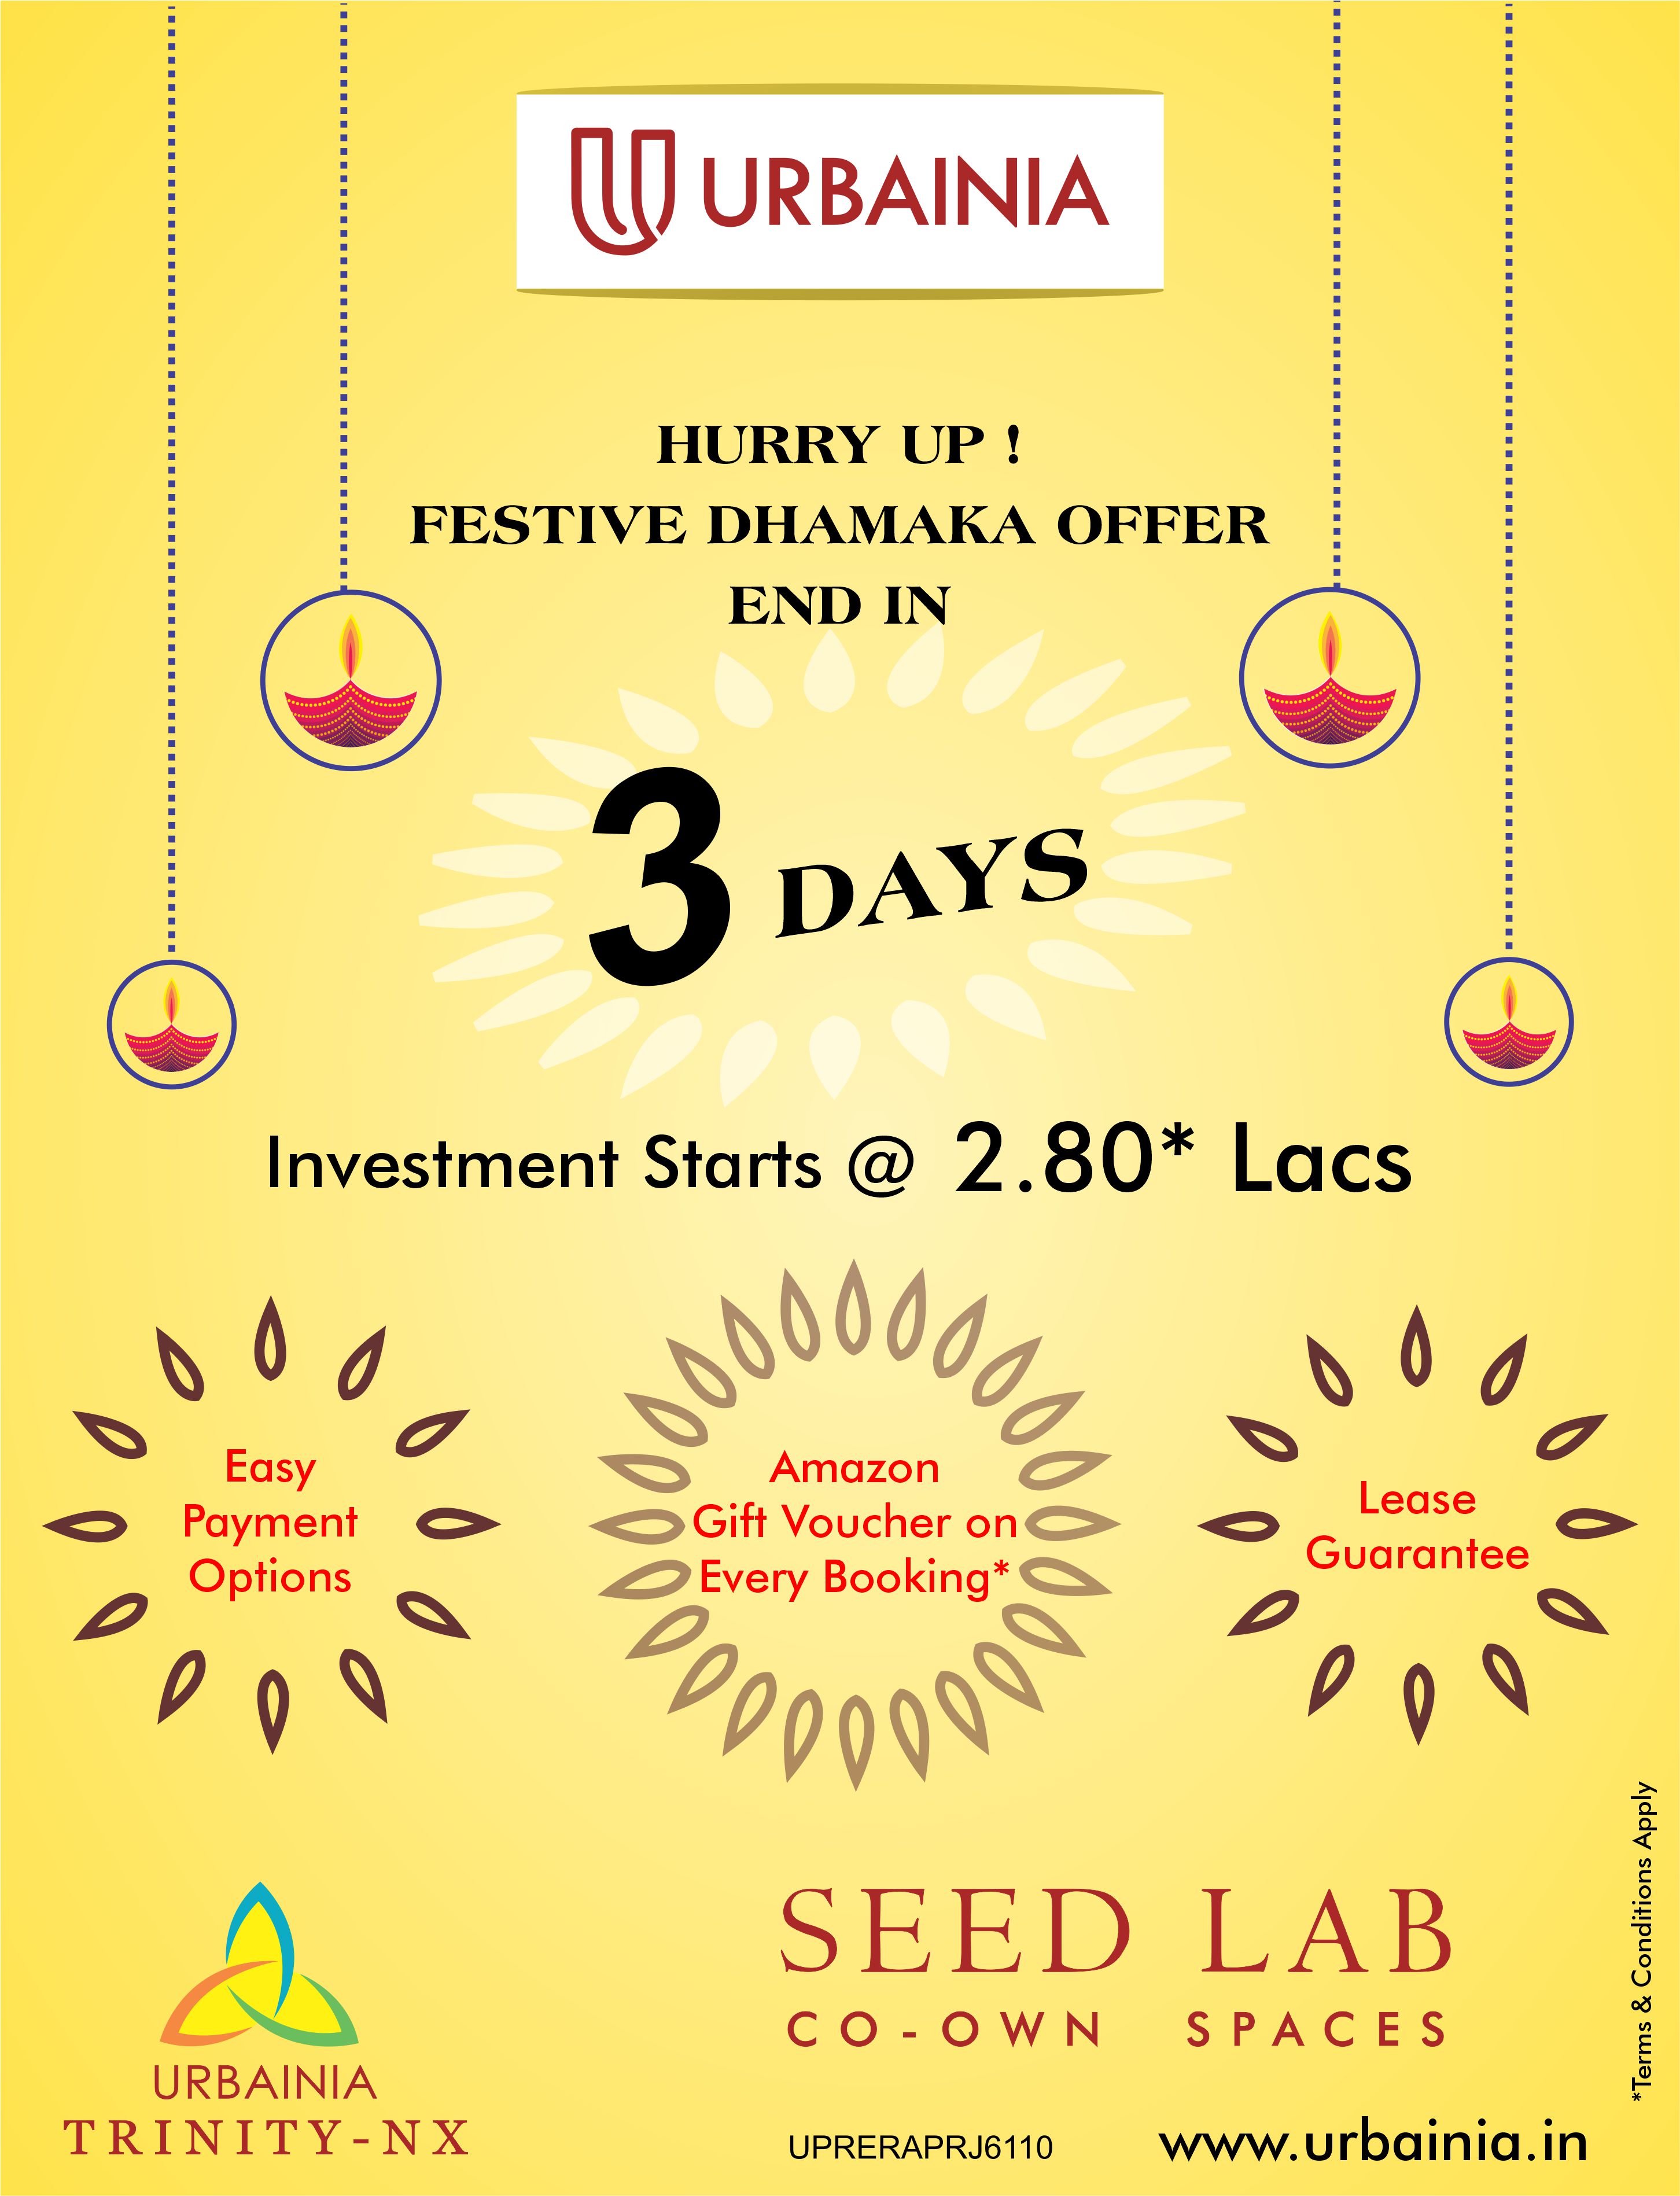 URBAINIA
HURRY UP !
FESTIVE DHAMAKA OFFER
END IN
3 DAYS
Investment Starts @ 2.80* Lacs
Easy
Payment
Options
Amazon
Gift Voucher on
Every Booking*
Lease
Guarantee
*Terms & Conditions Apply
URBAINIA
TRINITY-NX
SEED LAB
CO-OWN SPACES
UPRERAPRJ6110
www.urbainia.in